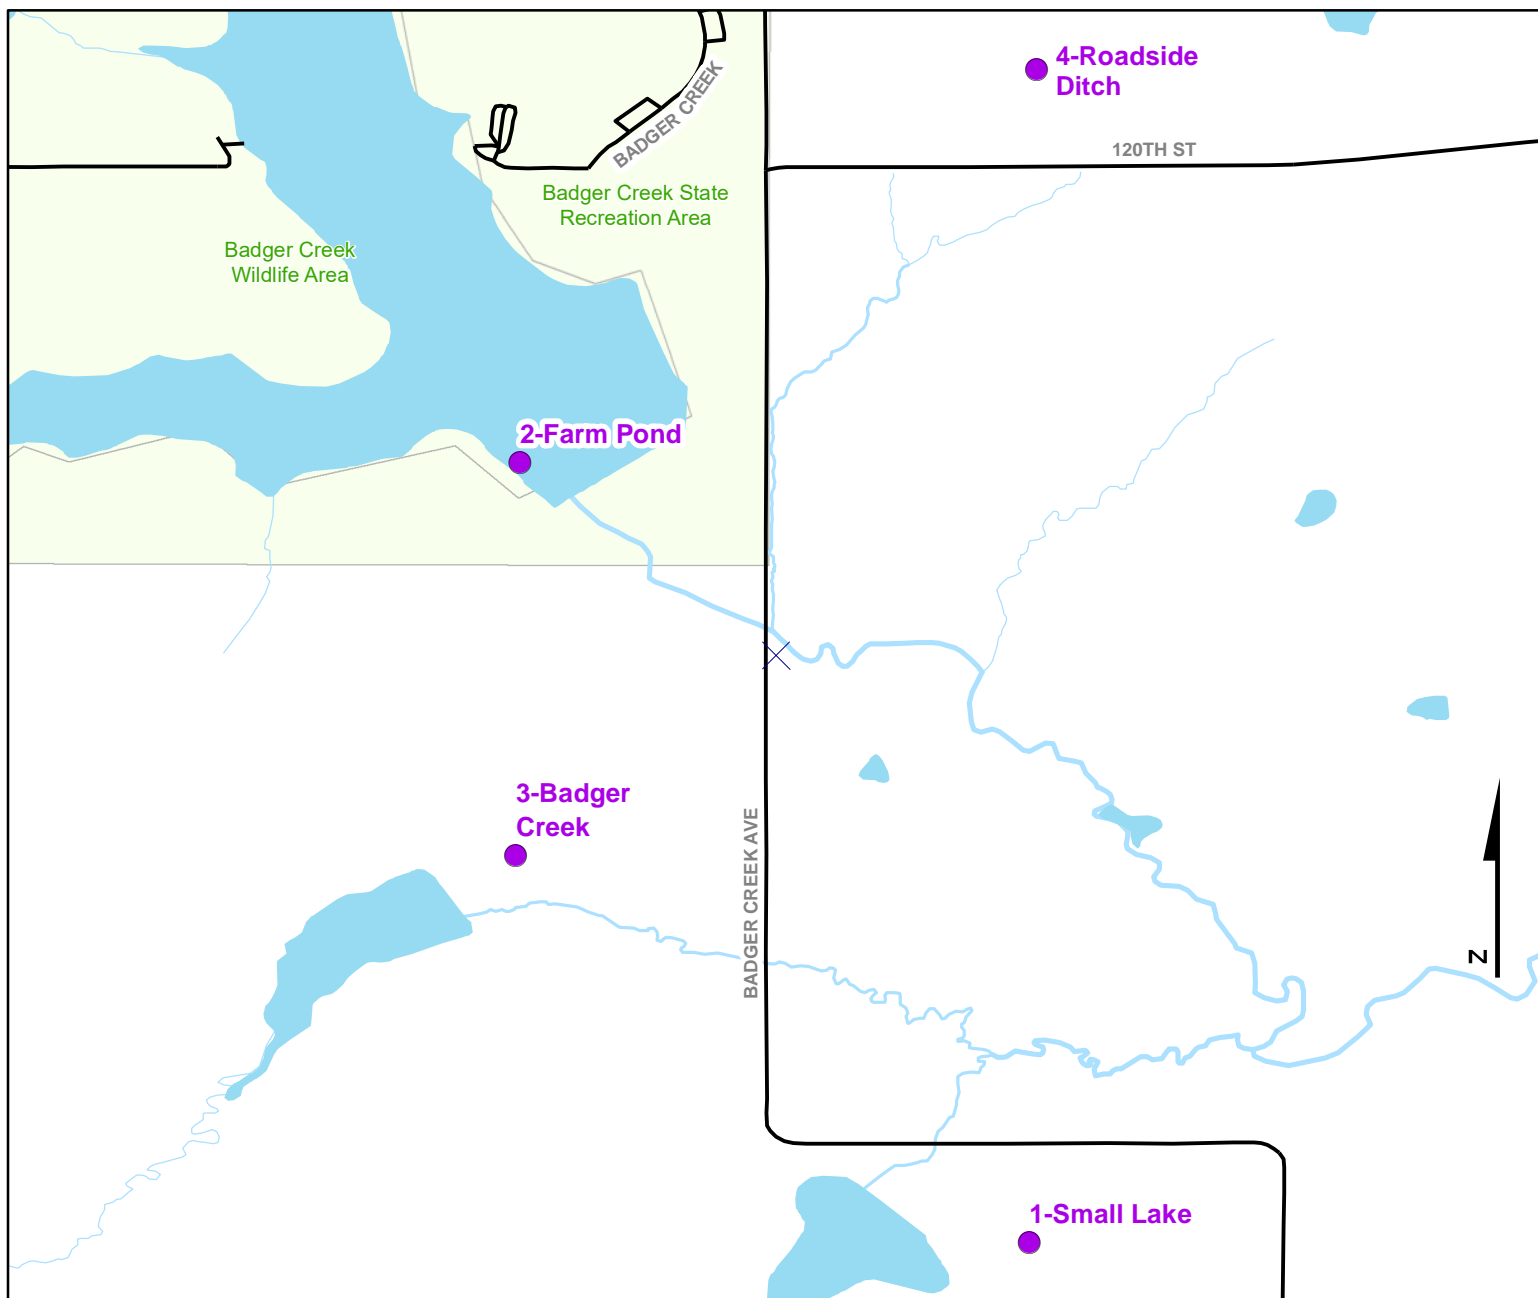 4-Roadside
Ditch
BADGER CREEK
120TH ST
Badger Creek State
Recreation Area
Badger Creek
Wildlife Area
2-Farm Pond
3-Badger
Creek
BADGER CREEK AVE
N
1-Small Lake